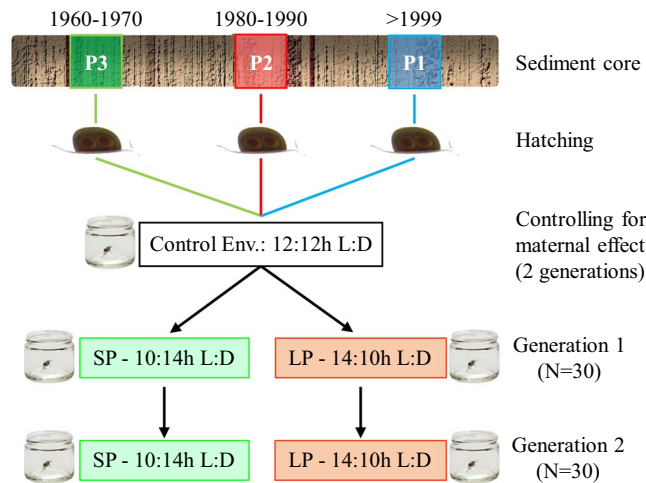 1960-1970 1980-1990 >1999
P3 P2 P1 Sediment core
Hatching
Control Env.: 12:12h L:D
Controlling for
maternal effect
(2 generations)
SP - 10:14h L:D LP - 14:10h L:D
Generation 1
(N=30)
SP - 10:14h L:D LP - 14:10h L:D
Generation 2
(N=30)